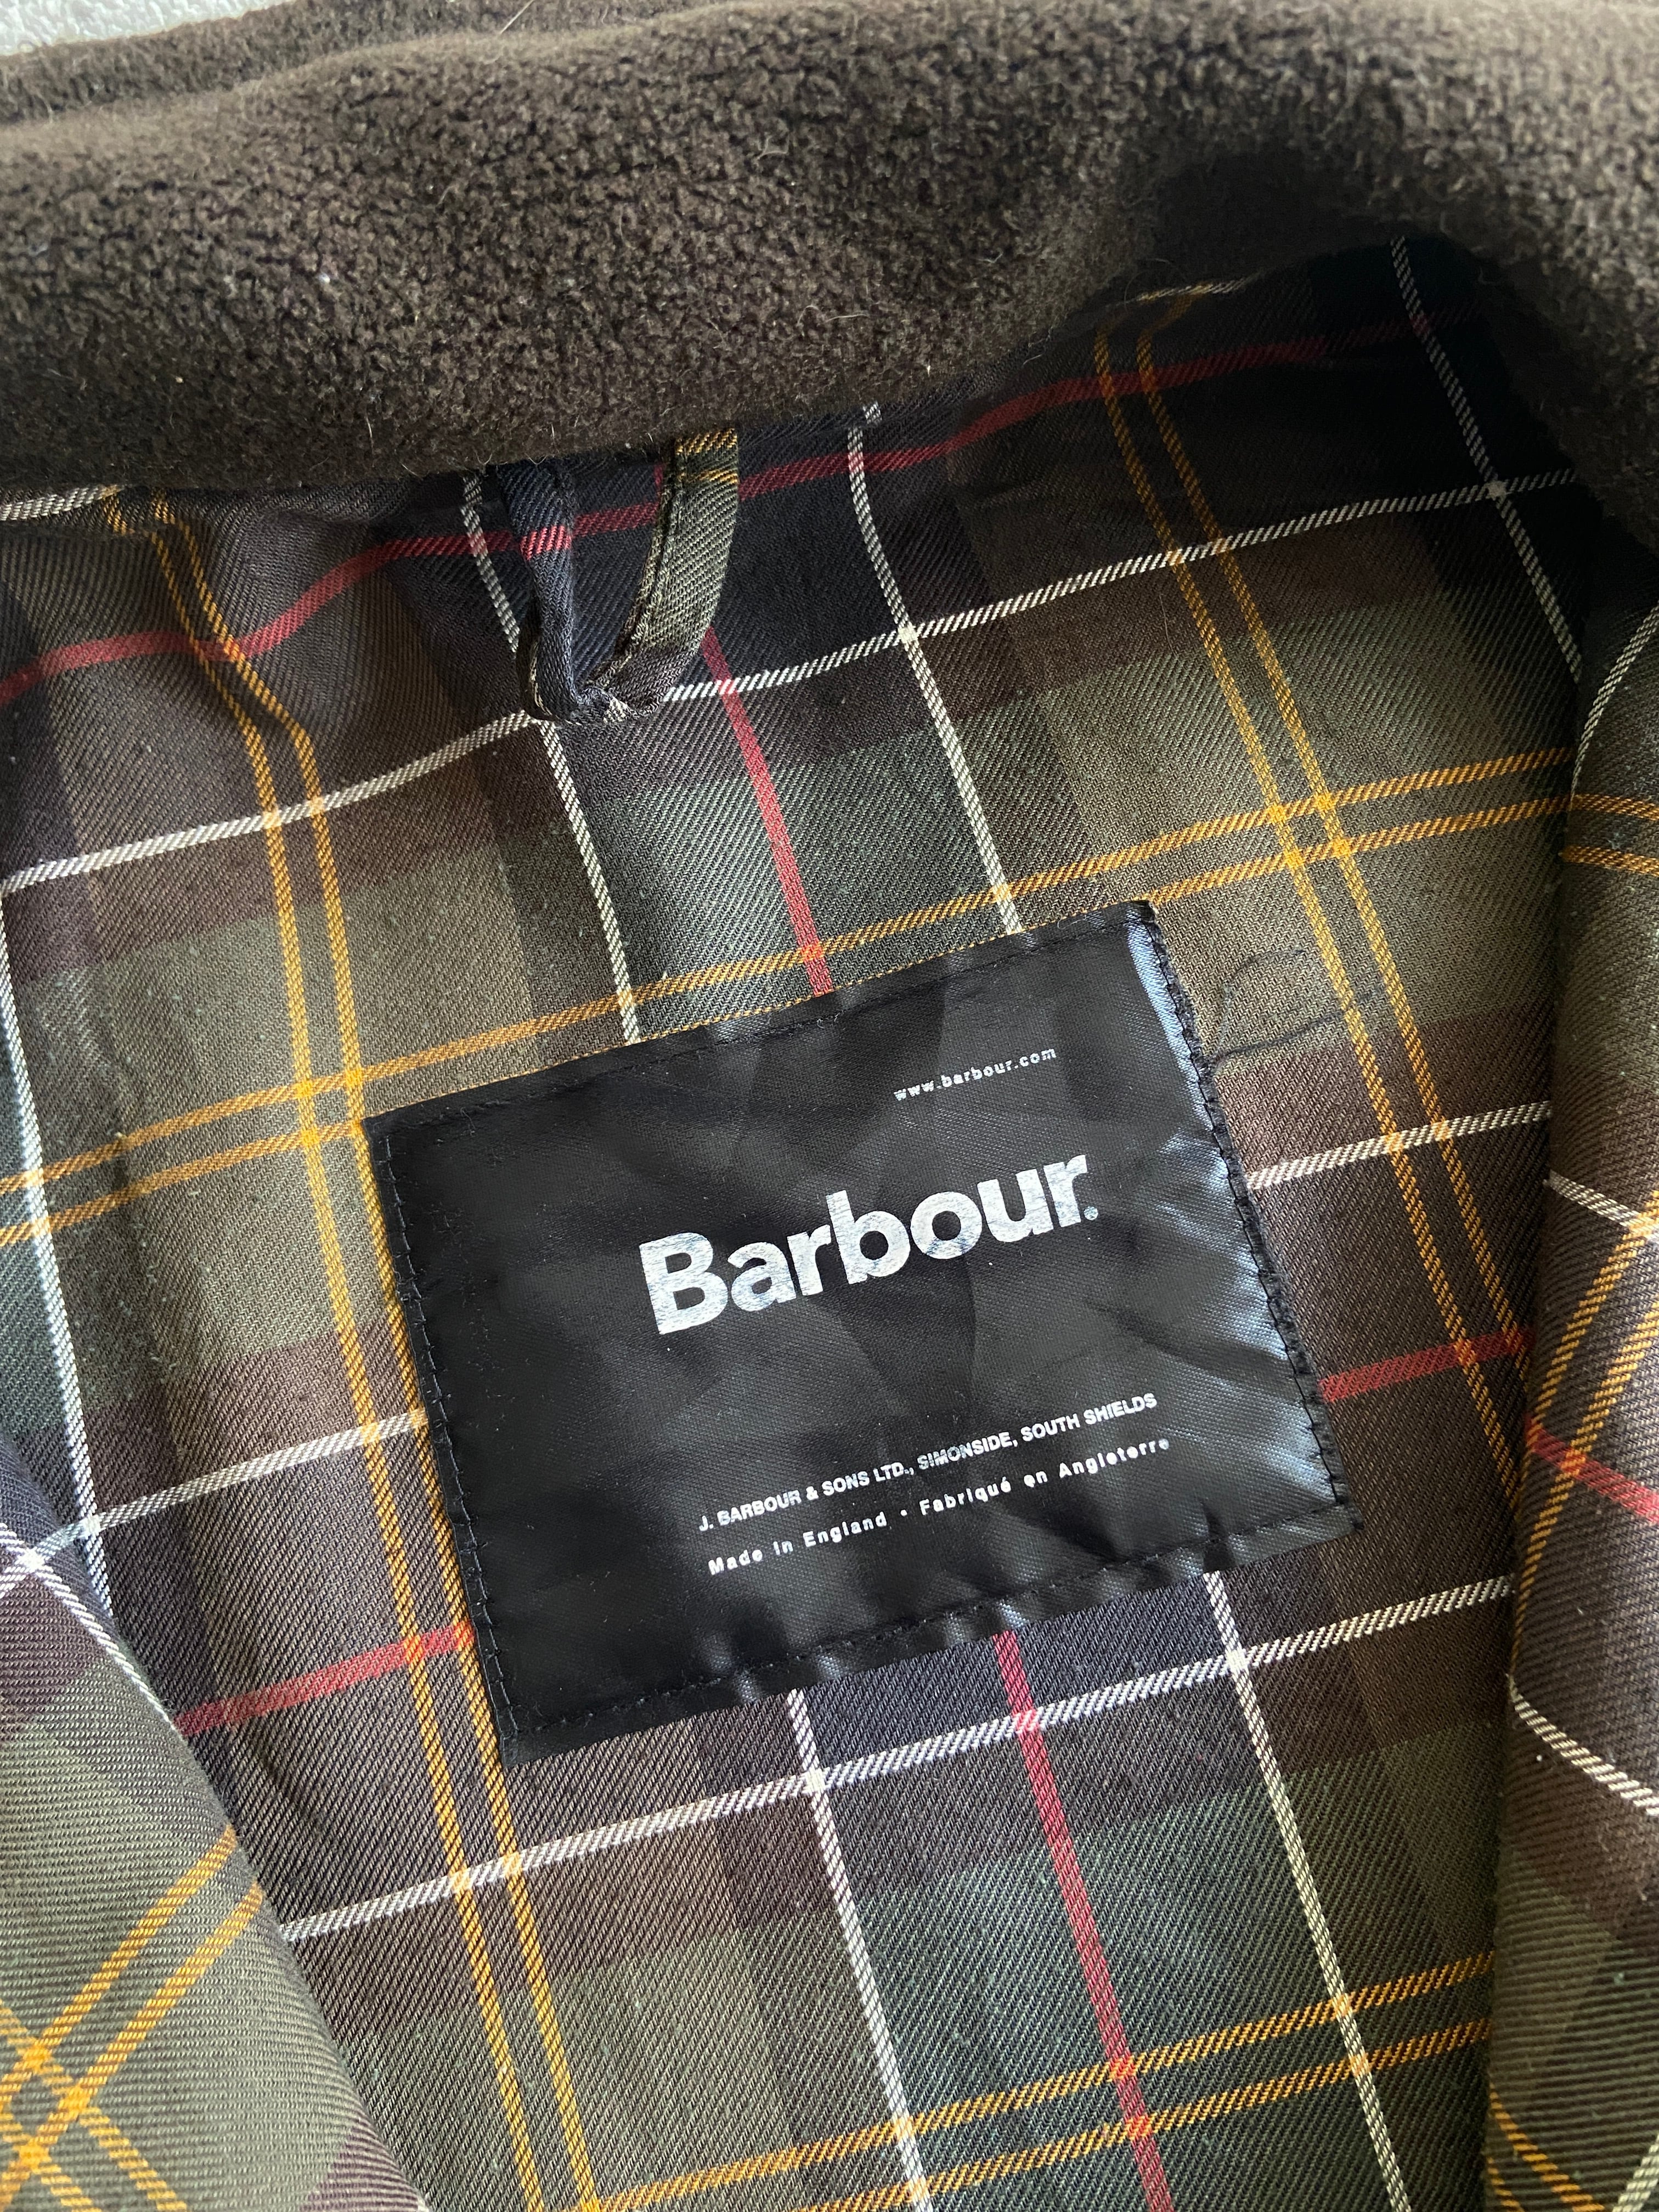 www.barbour.com
Barbour®
J. BARBOUR & SONS LTD., SIMONSIDE, SOUTH SHIELDS
Made in England • Fabriqué en Angleterre